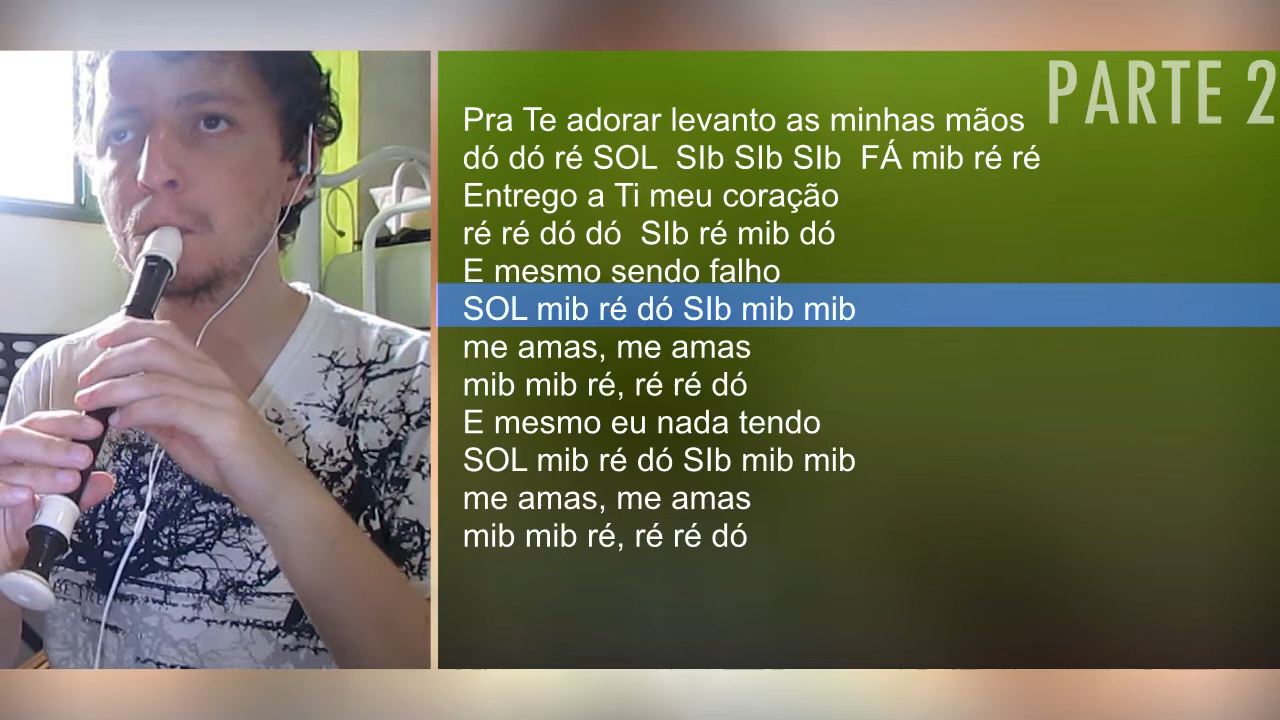 PARTE 2
Pra Te adorar levanto as minhas mãos
dó dó ré SOL  SIb SIb SIb  FÁ mib ré ré
Entrego a Ti meu coração
ré ré dó dó  SIb ré mib dó
E mesmo sendo falho
SOL mib ré dó SIb mib mib
me amas, me amas
mib mib ré, ré ré dó
E mesmo eu nada tendo
SOL mib ré dó SIb mib mib
me amas, me amas
mib mib ré, ré ré dó